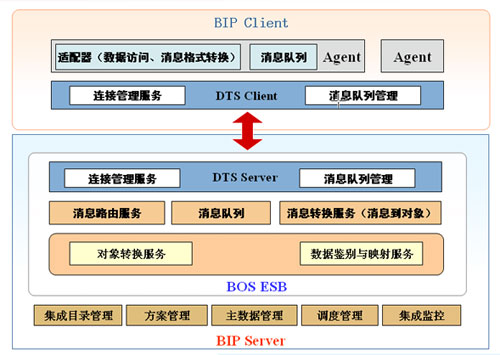 BIP Client
适配器（数据访问、消息格式转换） 消息队列 Agent Agent
连接管理服务 DTS Client 消息队列管理
连接管理服务 DTS Server 消息队列管理
消息路由服务 消息队列 消息转换服务（消息到对象）
对象转换服务 数据鉴别与映射服务
BOS ESB
集成目录管理 方案管理 主数据管理 调度管理 集成监控
BIP Server